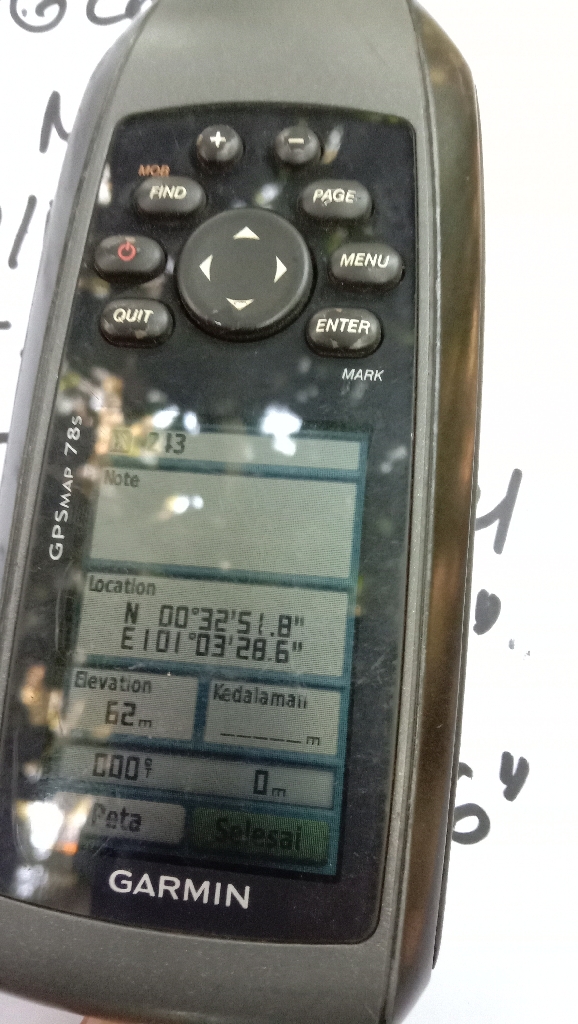 + -
MOB
FIND PAGE
MENU
QUIT ENTER
MARK
GPSMAP 78s
213
Note
Location
N 00°32'51.8"
E101°03'28.6"
Elevation Kedalaman
62m _____m
000°T 0m
Peta Selesai
GARMIN